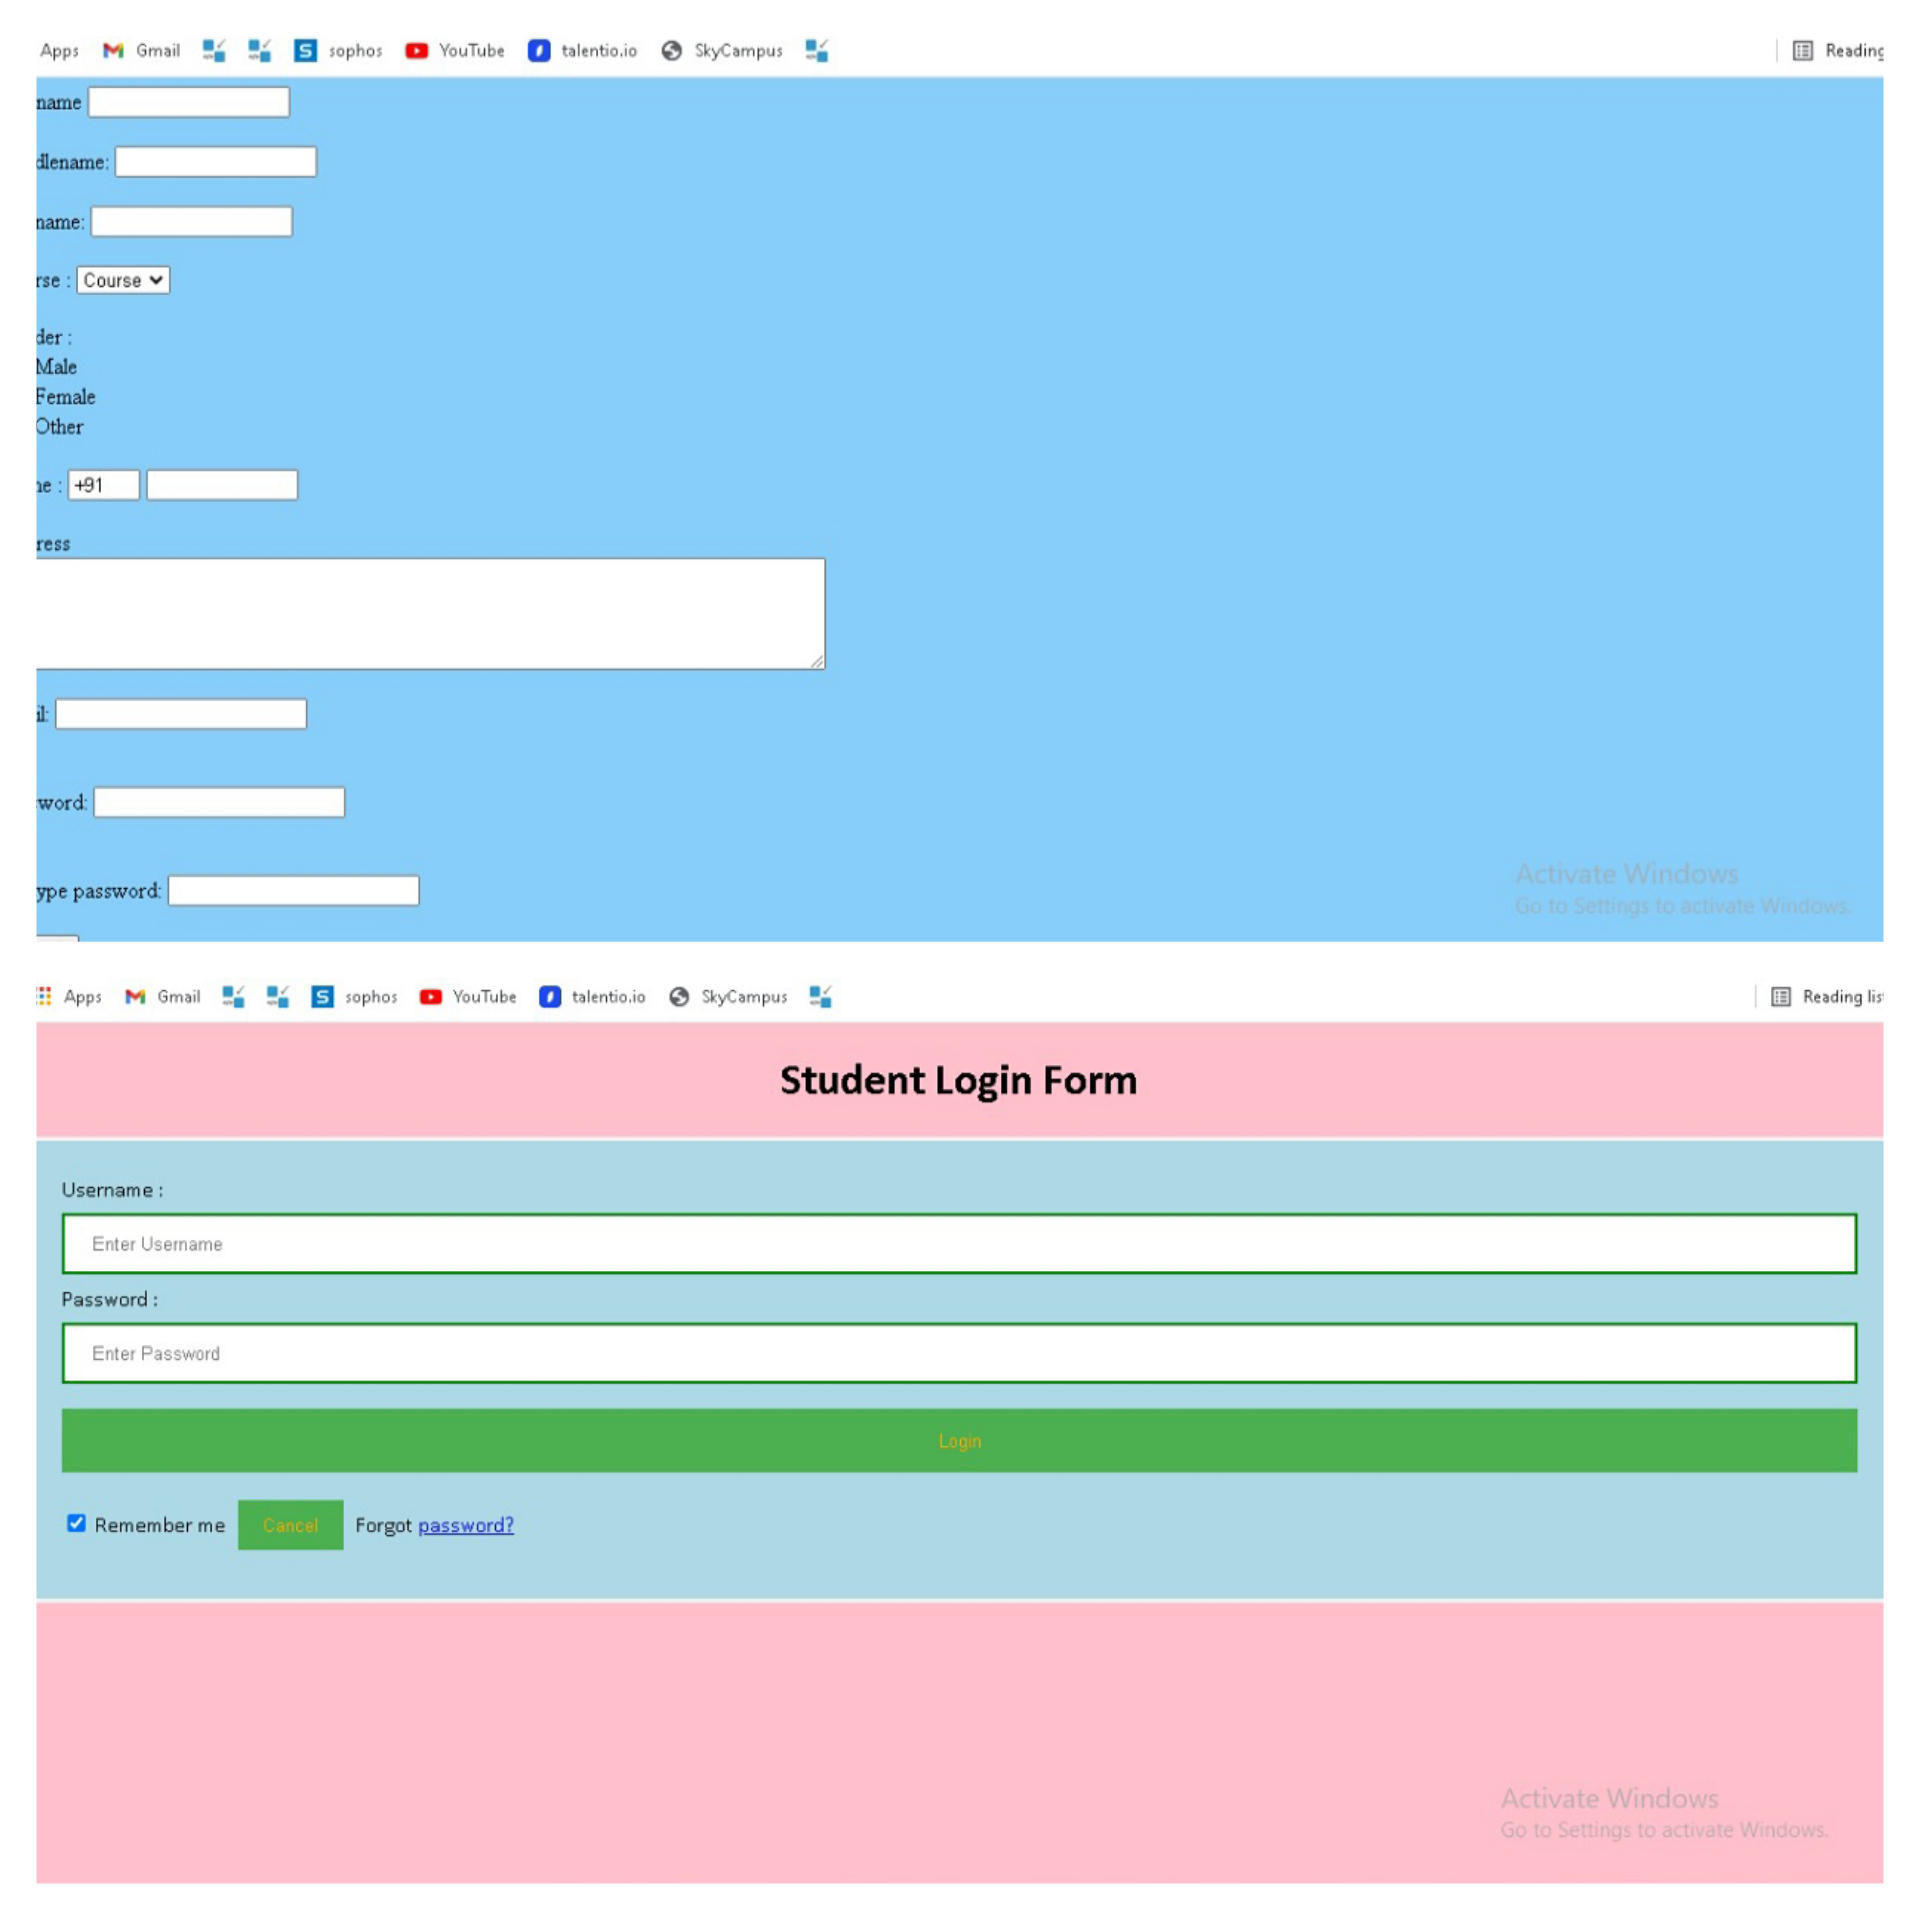 Apps Gmail sophos YouTube talentio.io SkyCampus Reading
name
dlename:
name:
rse : Course
der :
Male
Female
Other
ne : +91
ress
il:
word:
ype password:
Activate Windows
Go to Settings to activate Windows.
Apps Gmail sophos YouTube talentio.io SkyCampus Reading lis
Student Login Form
Username :
Enter Username
Password :
Enter Password
Login
Remember me Cancel Forgot password?
Activate Windows
Go to Settings to activate Windows.